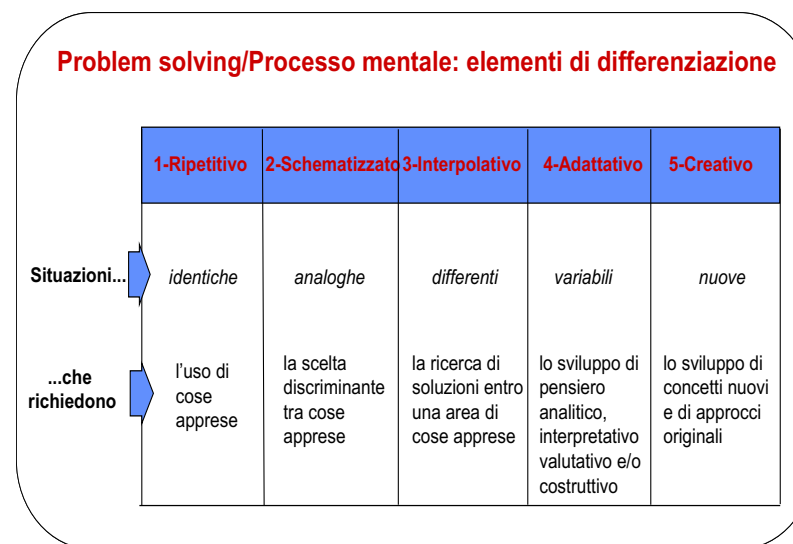 Problem solving/Processo mentale: elementi di differenziazione
1-Ripetitivo
2-Schematizzato
3-Interpolativo
4-Adattativo
5-Creativo
Situazioni...
identiche
analoghe
differenti
variabili
nuove
...che
richiedono
l’uso di
cose
apprese
la scelta
discriminante
tra cose
apprese
la ricerca di
soluzioni entro
una area di
cose apprese
lo sviluppo di
pensiero
analitico,
interpretativo
valutativo e/o
costruttivo
lo sviluppo di
concetti nuovi
e di approcci
originali